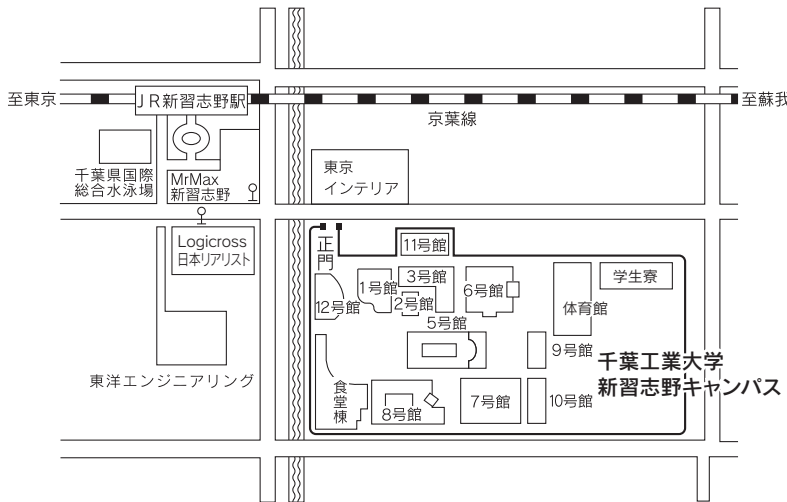 至東京
JR新習志野駅
京葉線
至蘇我
千葉県国際
総合水泳場
MrMax
新習志野
東京
インテリア
Logicross
日本リアリスト
東洋エンジニアリング
正門
11号館
12号館
1号館
3号館
2号館
5号館
6号館
体育館
学生寮
9号館
千葉工業大学
新習志野キャンパス
食堂棟
8号館
7号館
10号館